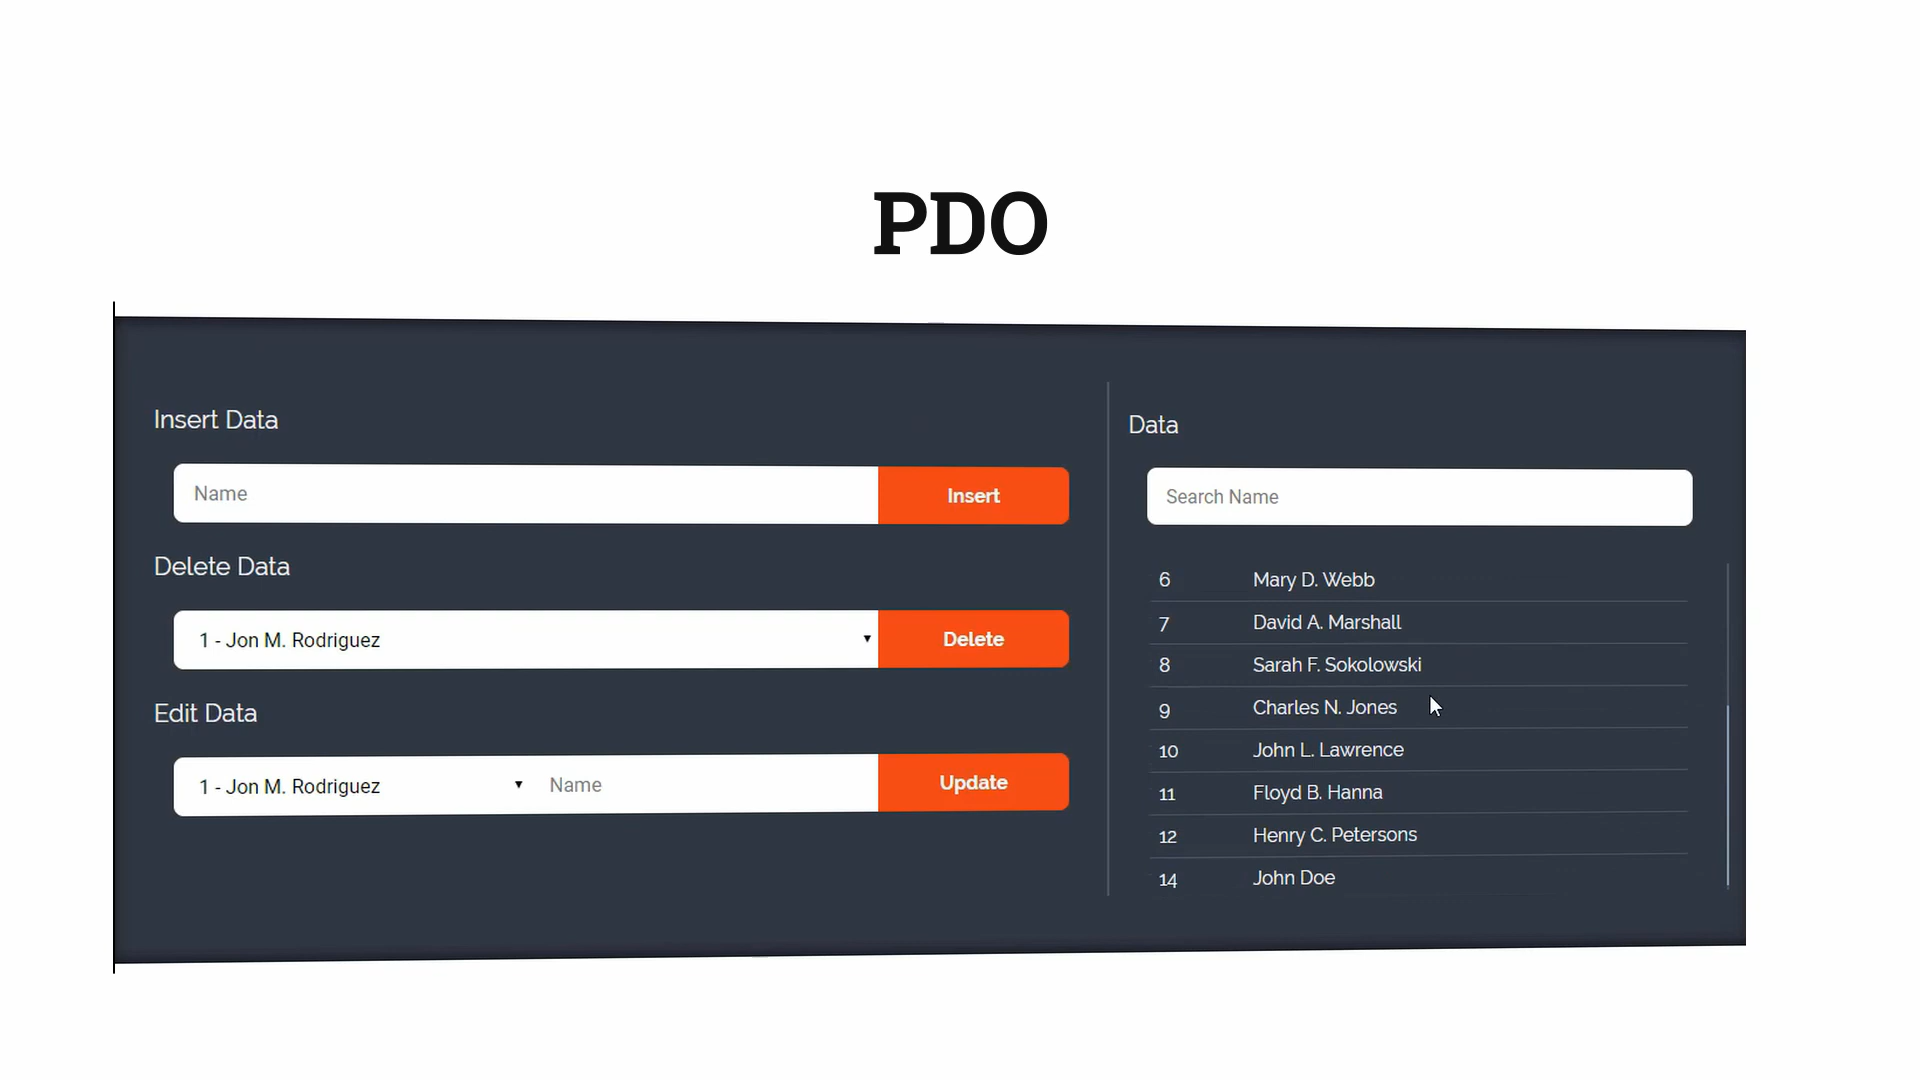 PDO
Insert Data
Name
Insert
Delete Data
1 - Jon M. Rodriguez
Delete
Edit Data
1 - Jon M. Rodriguez
Name
Update
Data
Search Name
6 Mary D. Webb
7 David A. Marshall
8 Sarah F. Sokolowski
9 Charles N. Jones
10 John L. Lawrence
11 Floyd B. Hanna
12 Henry C. Petersons
14 John Doe